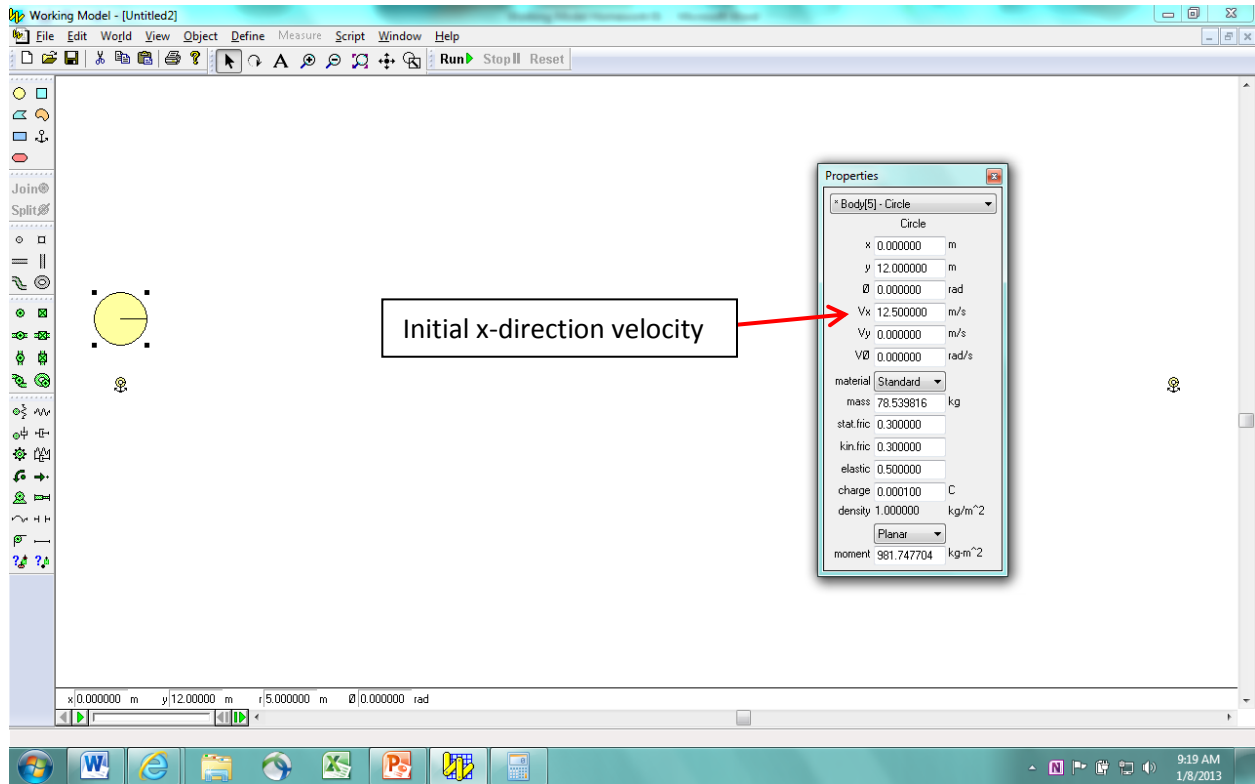 Working Model - [Untitled2]
File Edit World View Object Define Measure Script Window Help
A Run Stop Reset
Join
Split
Properties
* Body[5] - Circle
Circle
x 0.000000 m
y 12.000000 m
Ø 0.000000 rad
Initial x-direction velocity
Vx 12.500000 m/s
Vy 0.000000 m/s
VØ 0.000000 rad/s
material Standard
mass 78.539816 kg
stat.fric 0.300000
kin.fric 0.300000
elastic 0.500000
charge 0.000100 C
density 1.000000 kg/m^2
Planar
moment 981.747704 kg-m^2
x 0.000000 m y 12.00000 m r 5.000000 m Ø 0.000000 rad
9:19 AM
1/8/2013